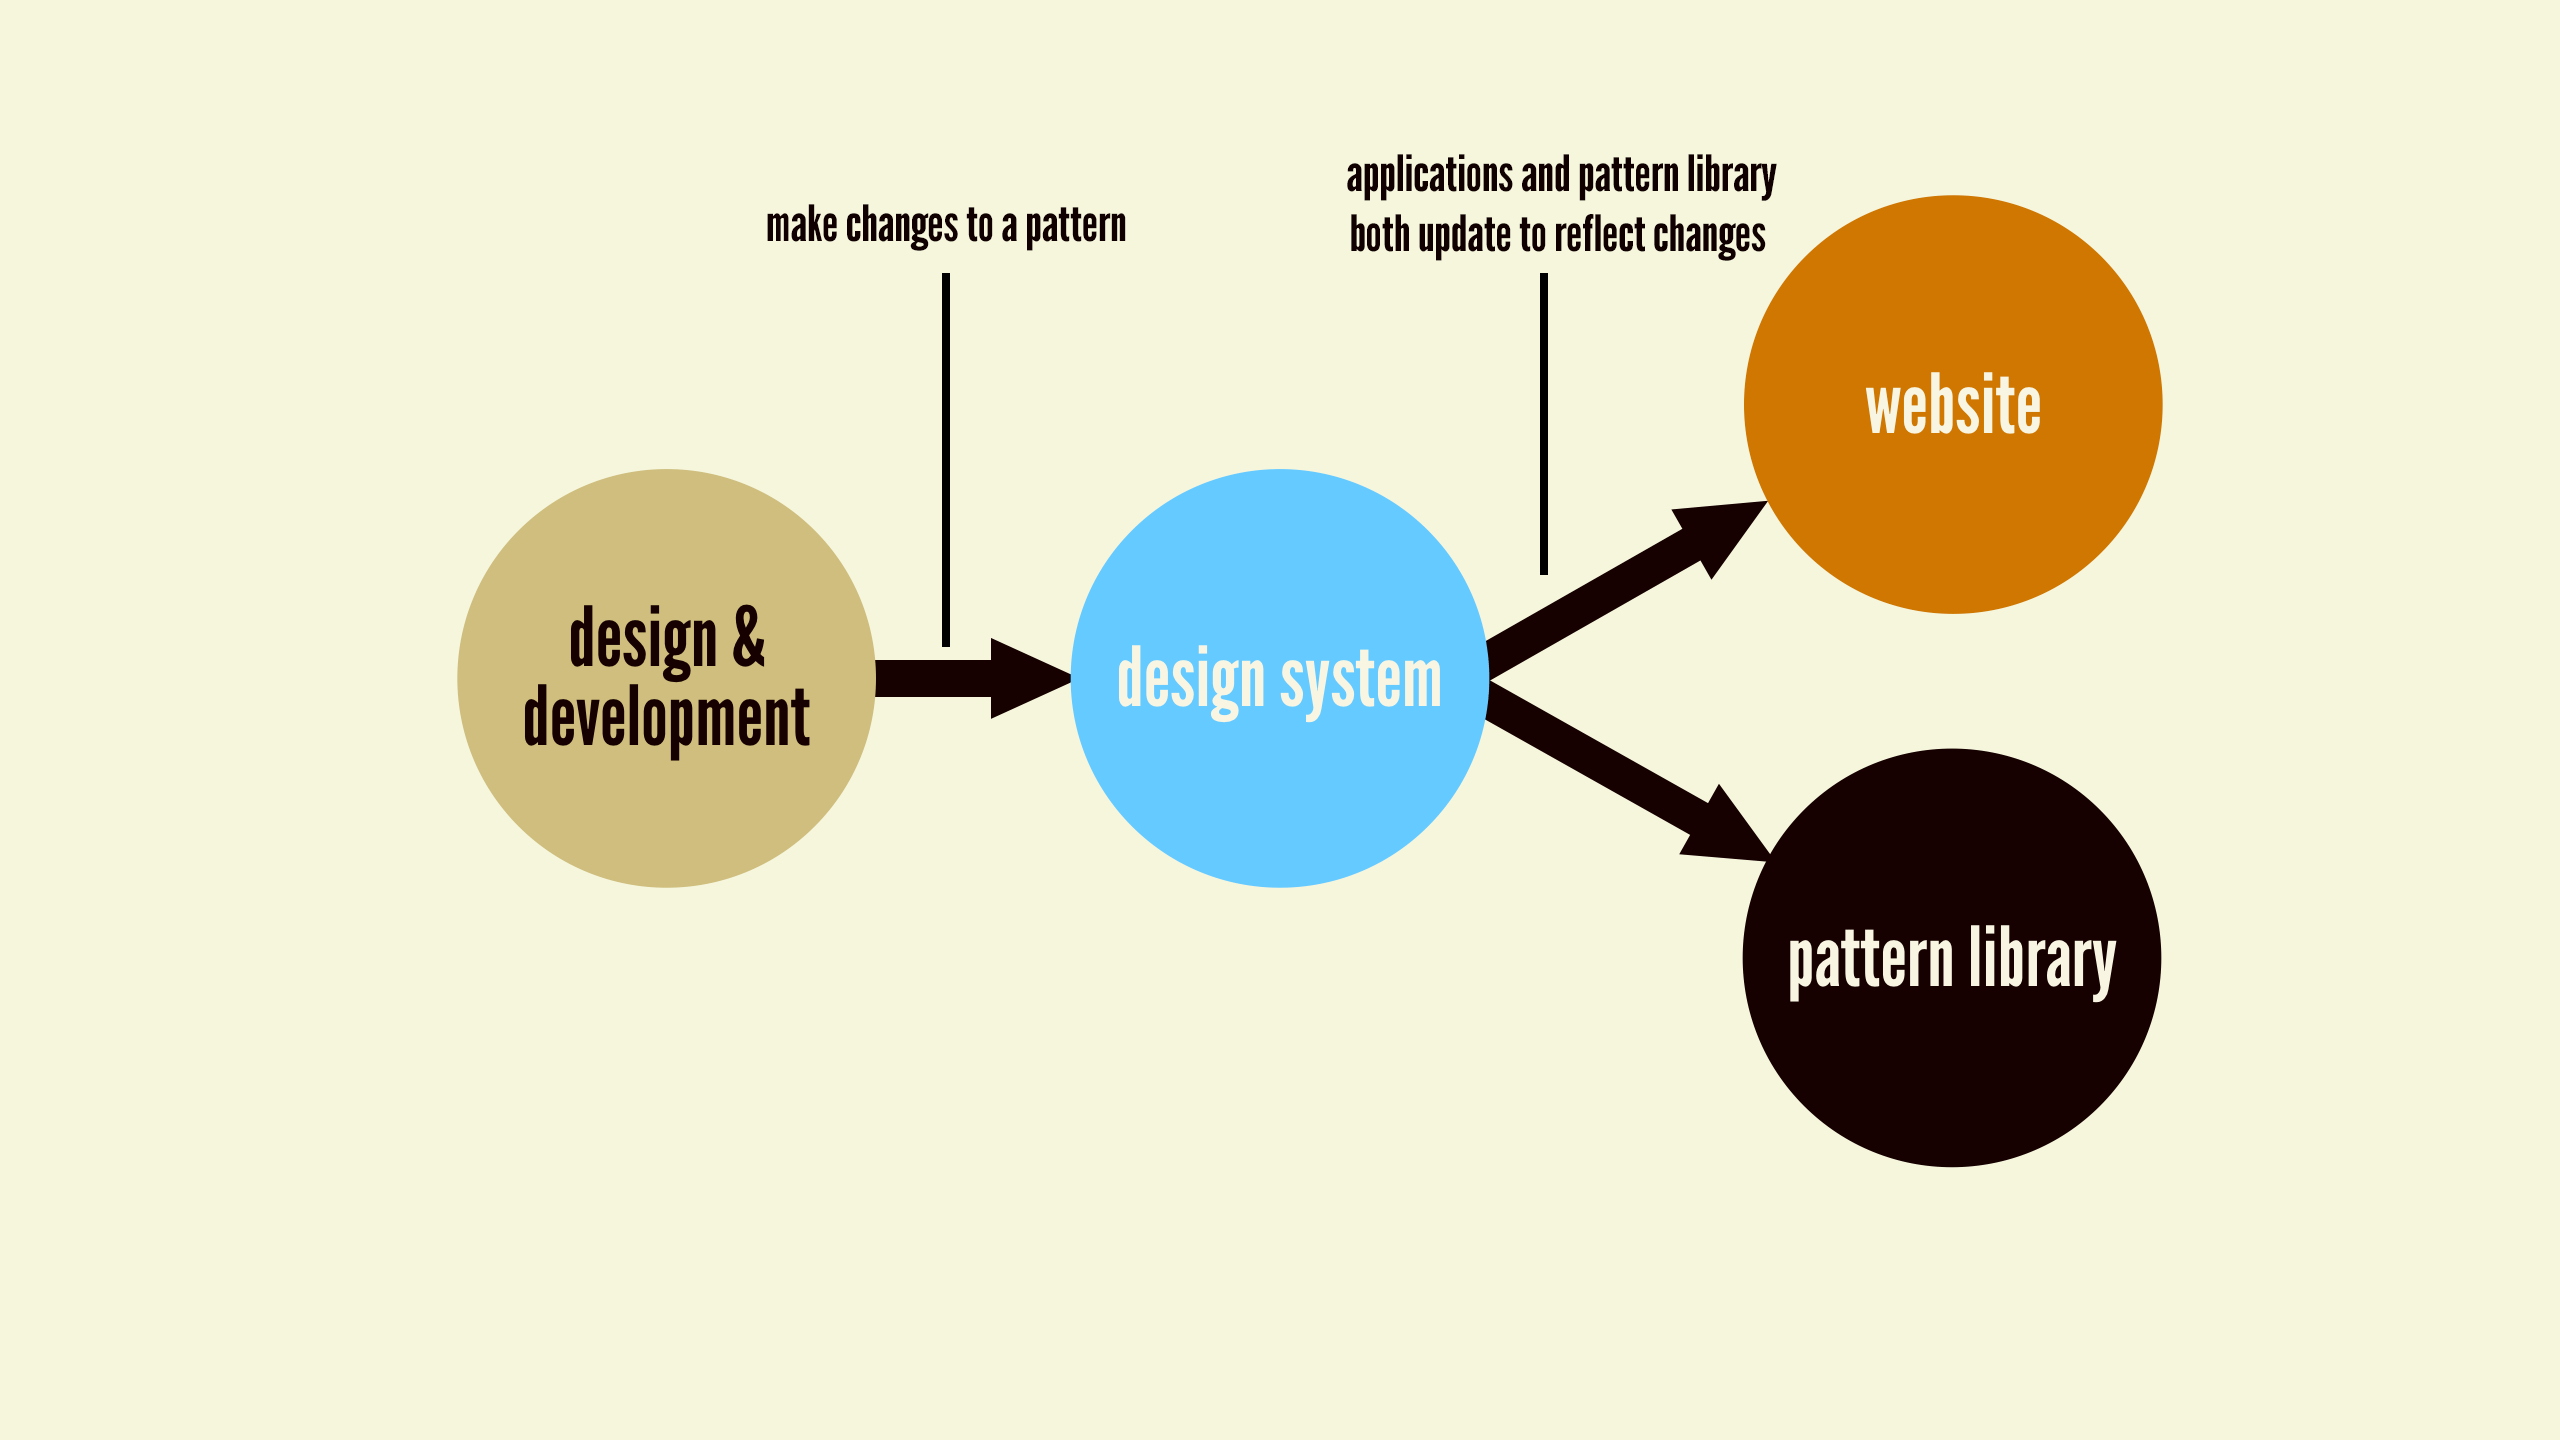 make changes to a pattern
applications and pattern library
both update to reflect changes
design &
development
design system
website
pattern library